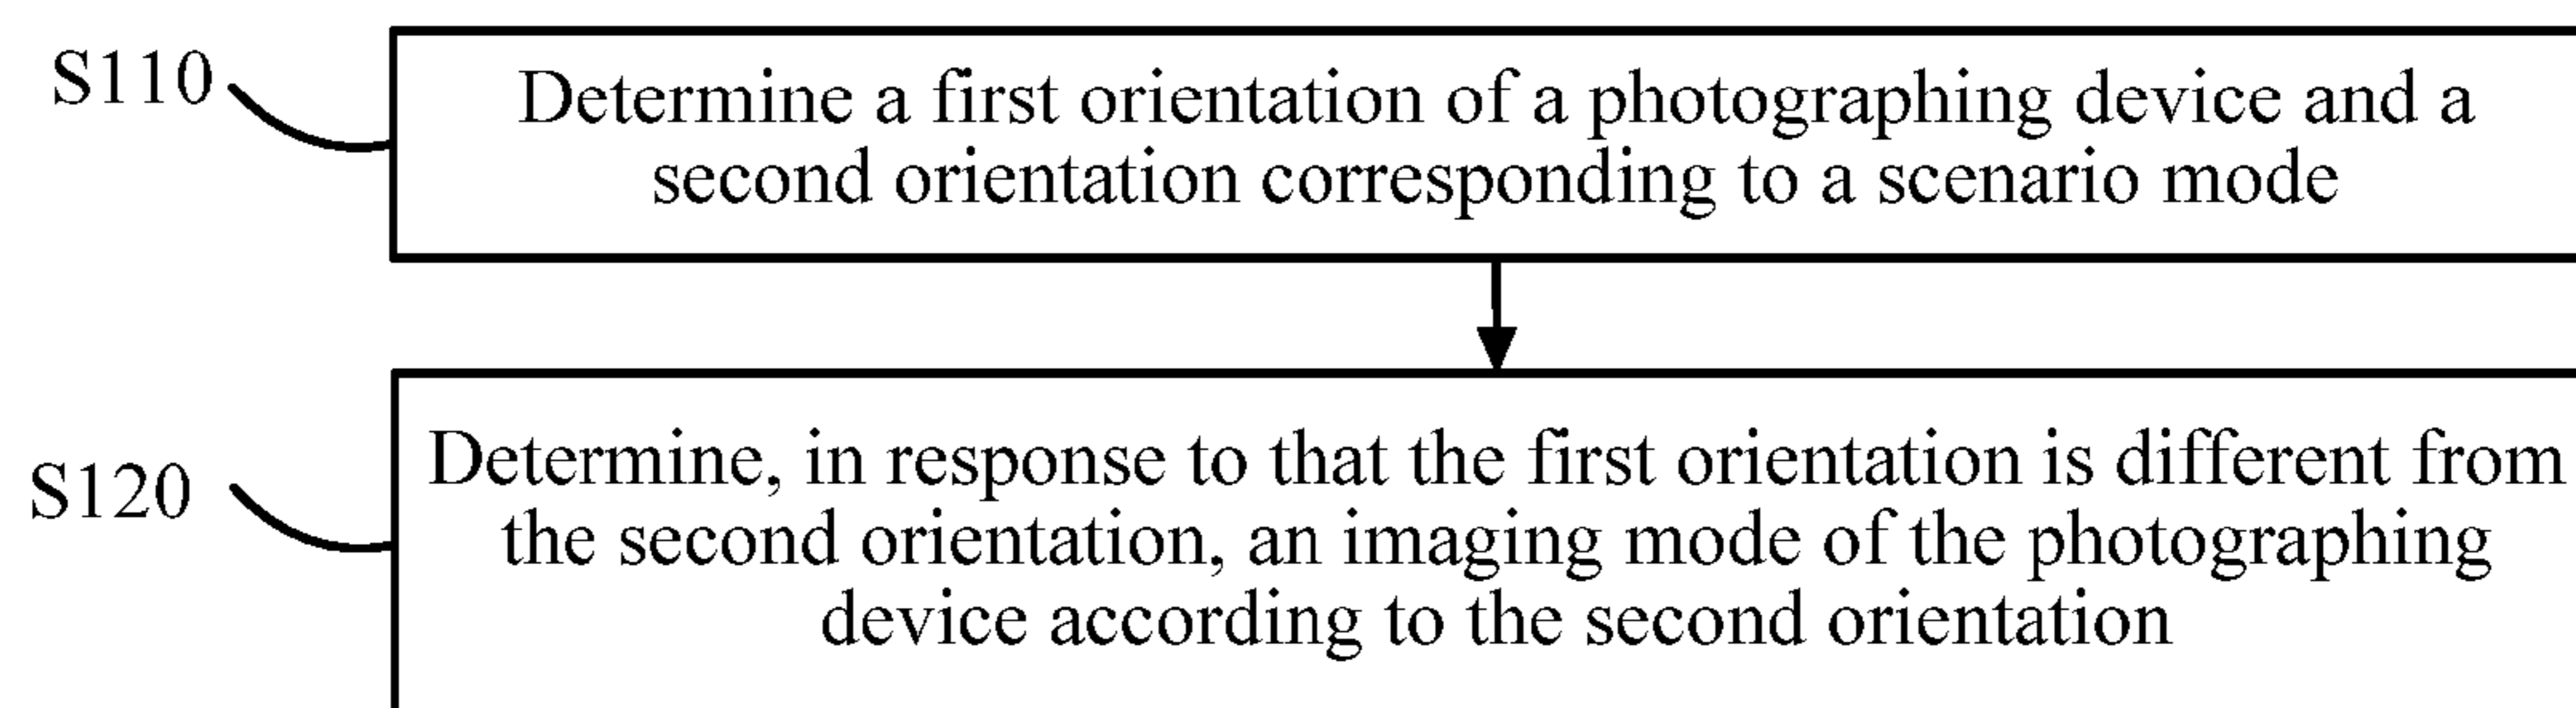 S110
Determine a first orientation of a photographing device and a
second orientation corresponding to a scenario mode
S120
Determine, in response to that the first orientation is different from
the second orientation, an imaging mode of the photographing
device according to the second orientation